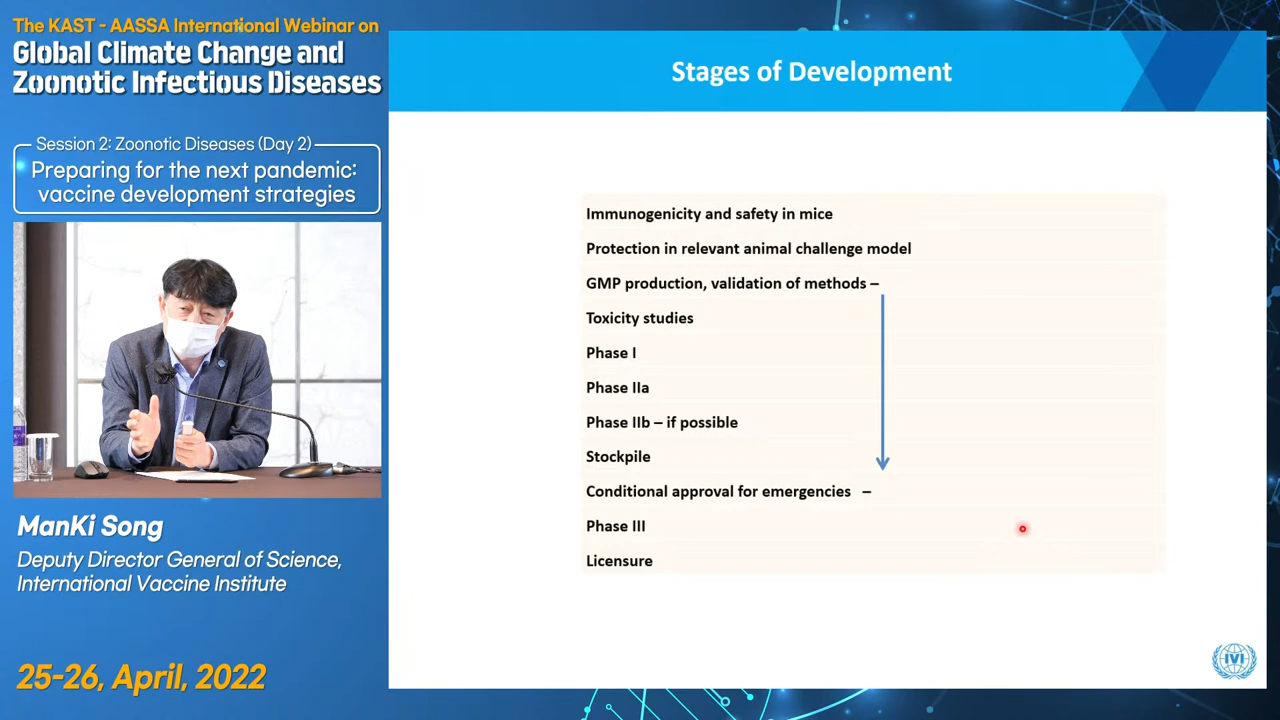 The KAST - AASSA International Webinar on
Global Climate Change and
Zoonotic Infectious Diseases
Session 2: Zoonotic Diseases (Day 2)
Preparing for the next pandemic:
vaccine development strategies
ManKi Song
Deputy Director General of Science,
International Vaccine Institute
25-26, April, 2022
Stages of Development
Immunogenicity and safety in mice
Protection in relevant animal challenge model
GMP production, validation of methods –
Toxicity studies
Phase I
Phase IIa
Phase IIb – if possible
Stockpile
Conditional approval for emergencies –
Phase III
Licensure
IVI